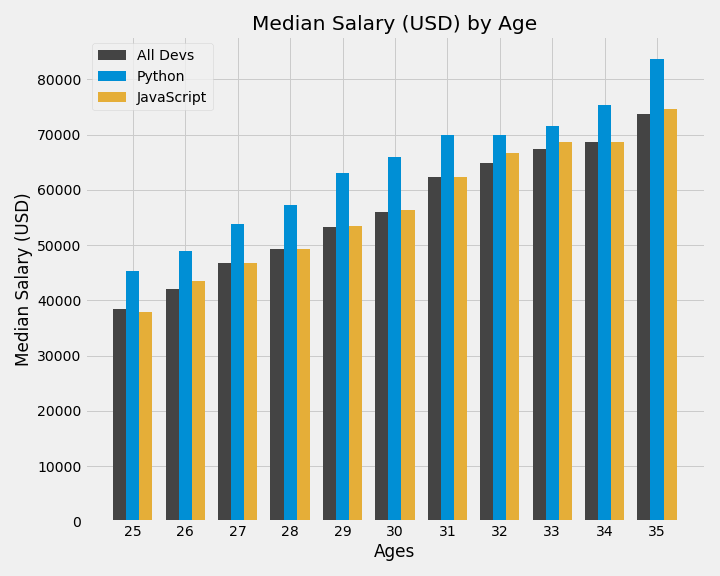 Median Salary (USD) by Age
All Devs
Python
JavaScript
80000
70000
60000
50000
40000
30000
20000
10000
0
Median Salary (USD)
25 26 27 28 29 30 31 32 33 34 35
Ages